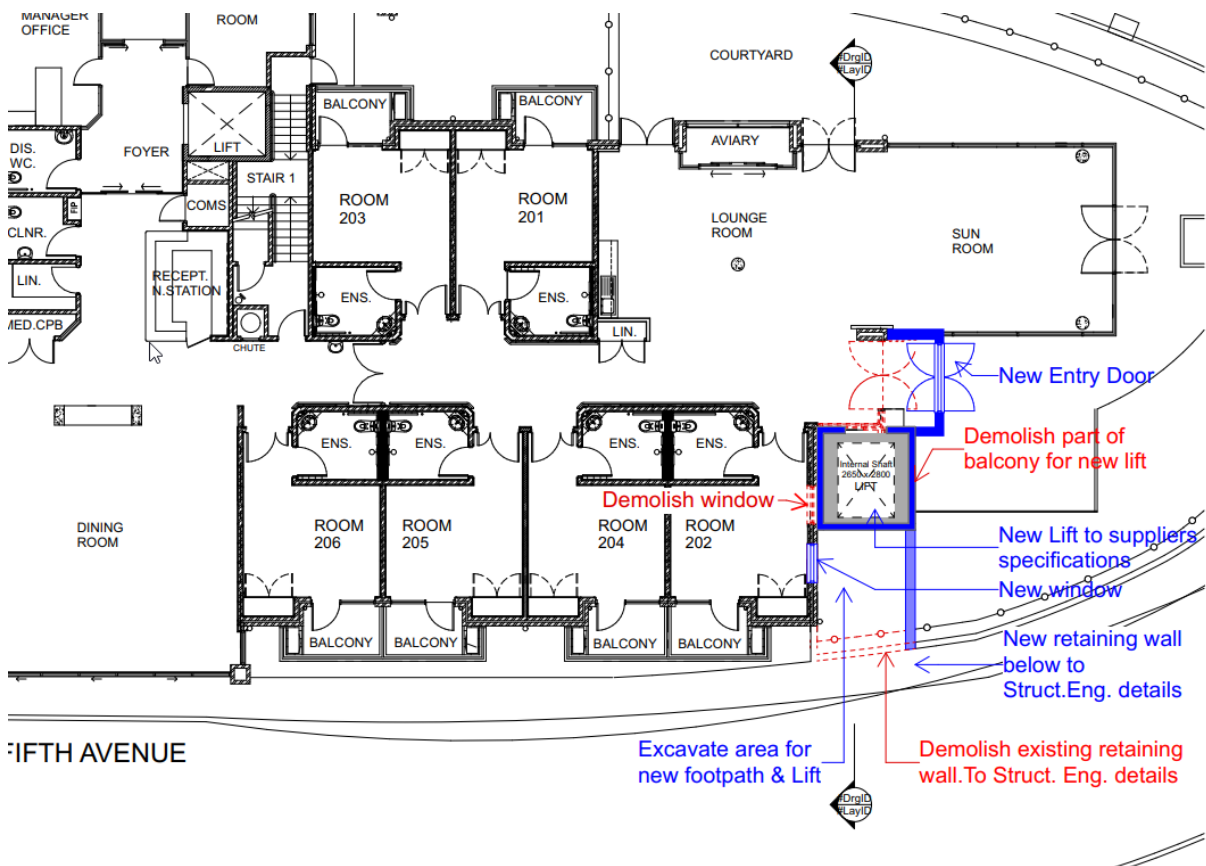 MANAGER
OFFICE
ROOM
COURTYARD
#DrgID
#LayID
BALCONY
BALCONY
AVIARY
DIS.
WC.
FOYER
LIFT
STAIR 1
COMS
FIP
CLNR.
LIN.
MED.CPB
RECEPT.
N.STATION
CHUTE
ROOM
203
ROOM
201
LOUNGE
ROOM
SUN
ROOM
ENS.
ENS.
LIN.
New Entry Door
ENS.
ENS.
ENS.
ENS.
Demolish part of
balcony for new lift
Internal Shaft
2650 x 2800
LIFT
Demolish window
DINING
ROOM
ROOM
206
ROOM
205
ROOM
204
ROOM
202
New Lift to suppliers
specifications
New window
BALCONY
BALCONY
BALCONY
BALCONY
New retaining wall
below to
Struct.Eng. details
FIFTH AVENUE
Excavate area for
new footpath & Lift
Demolish existing retaining
wall.To Struct. Eng. details
#DrgID
#LayID